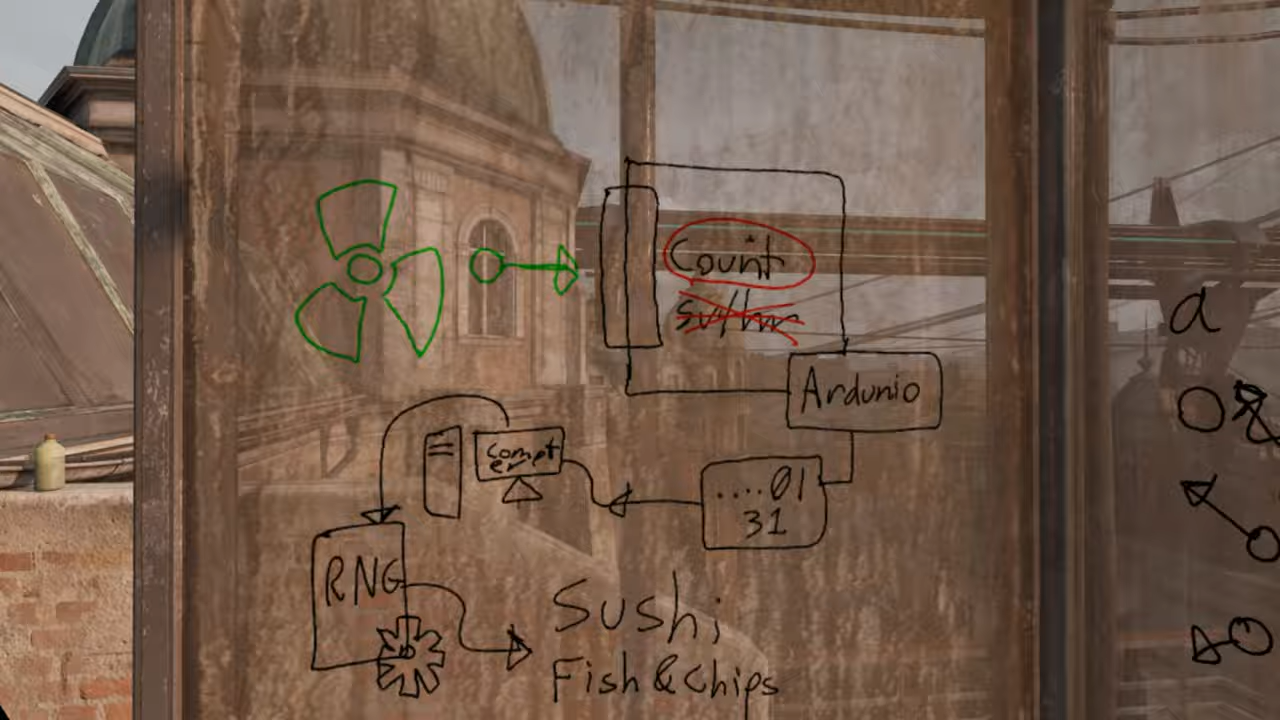 Count
sv/hr
Ardunio
Compt
er
....01
31
RNG
Sushi
Fish & Chips
a